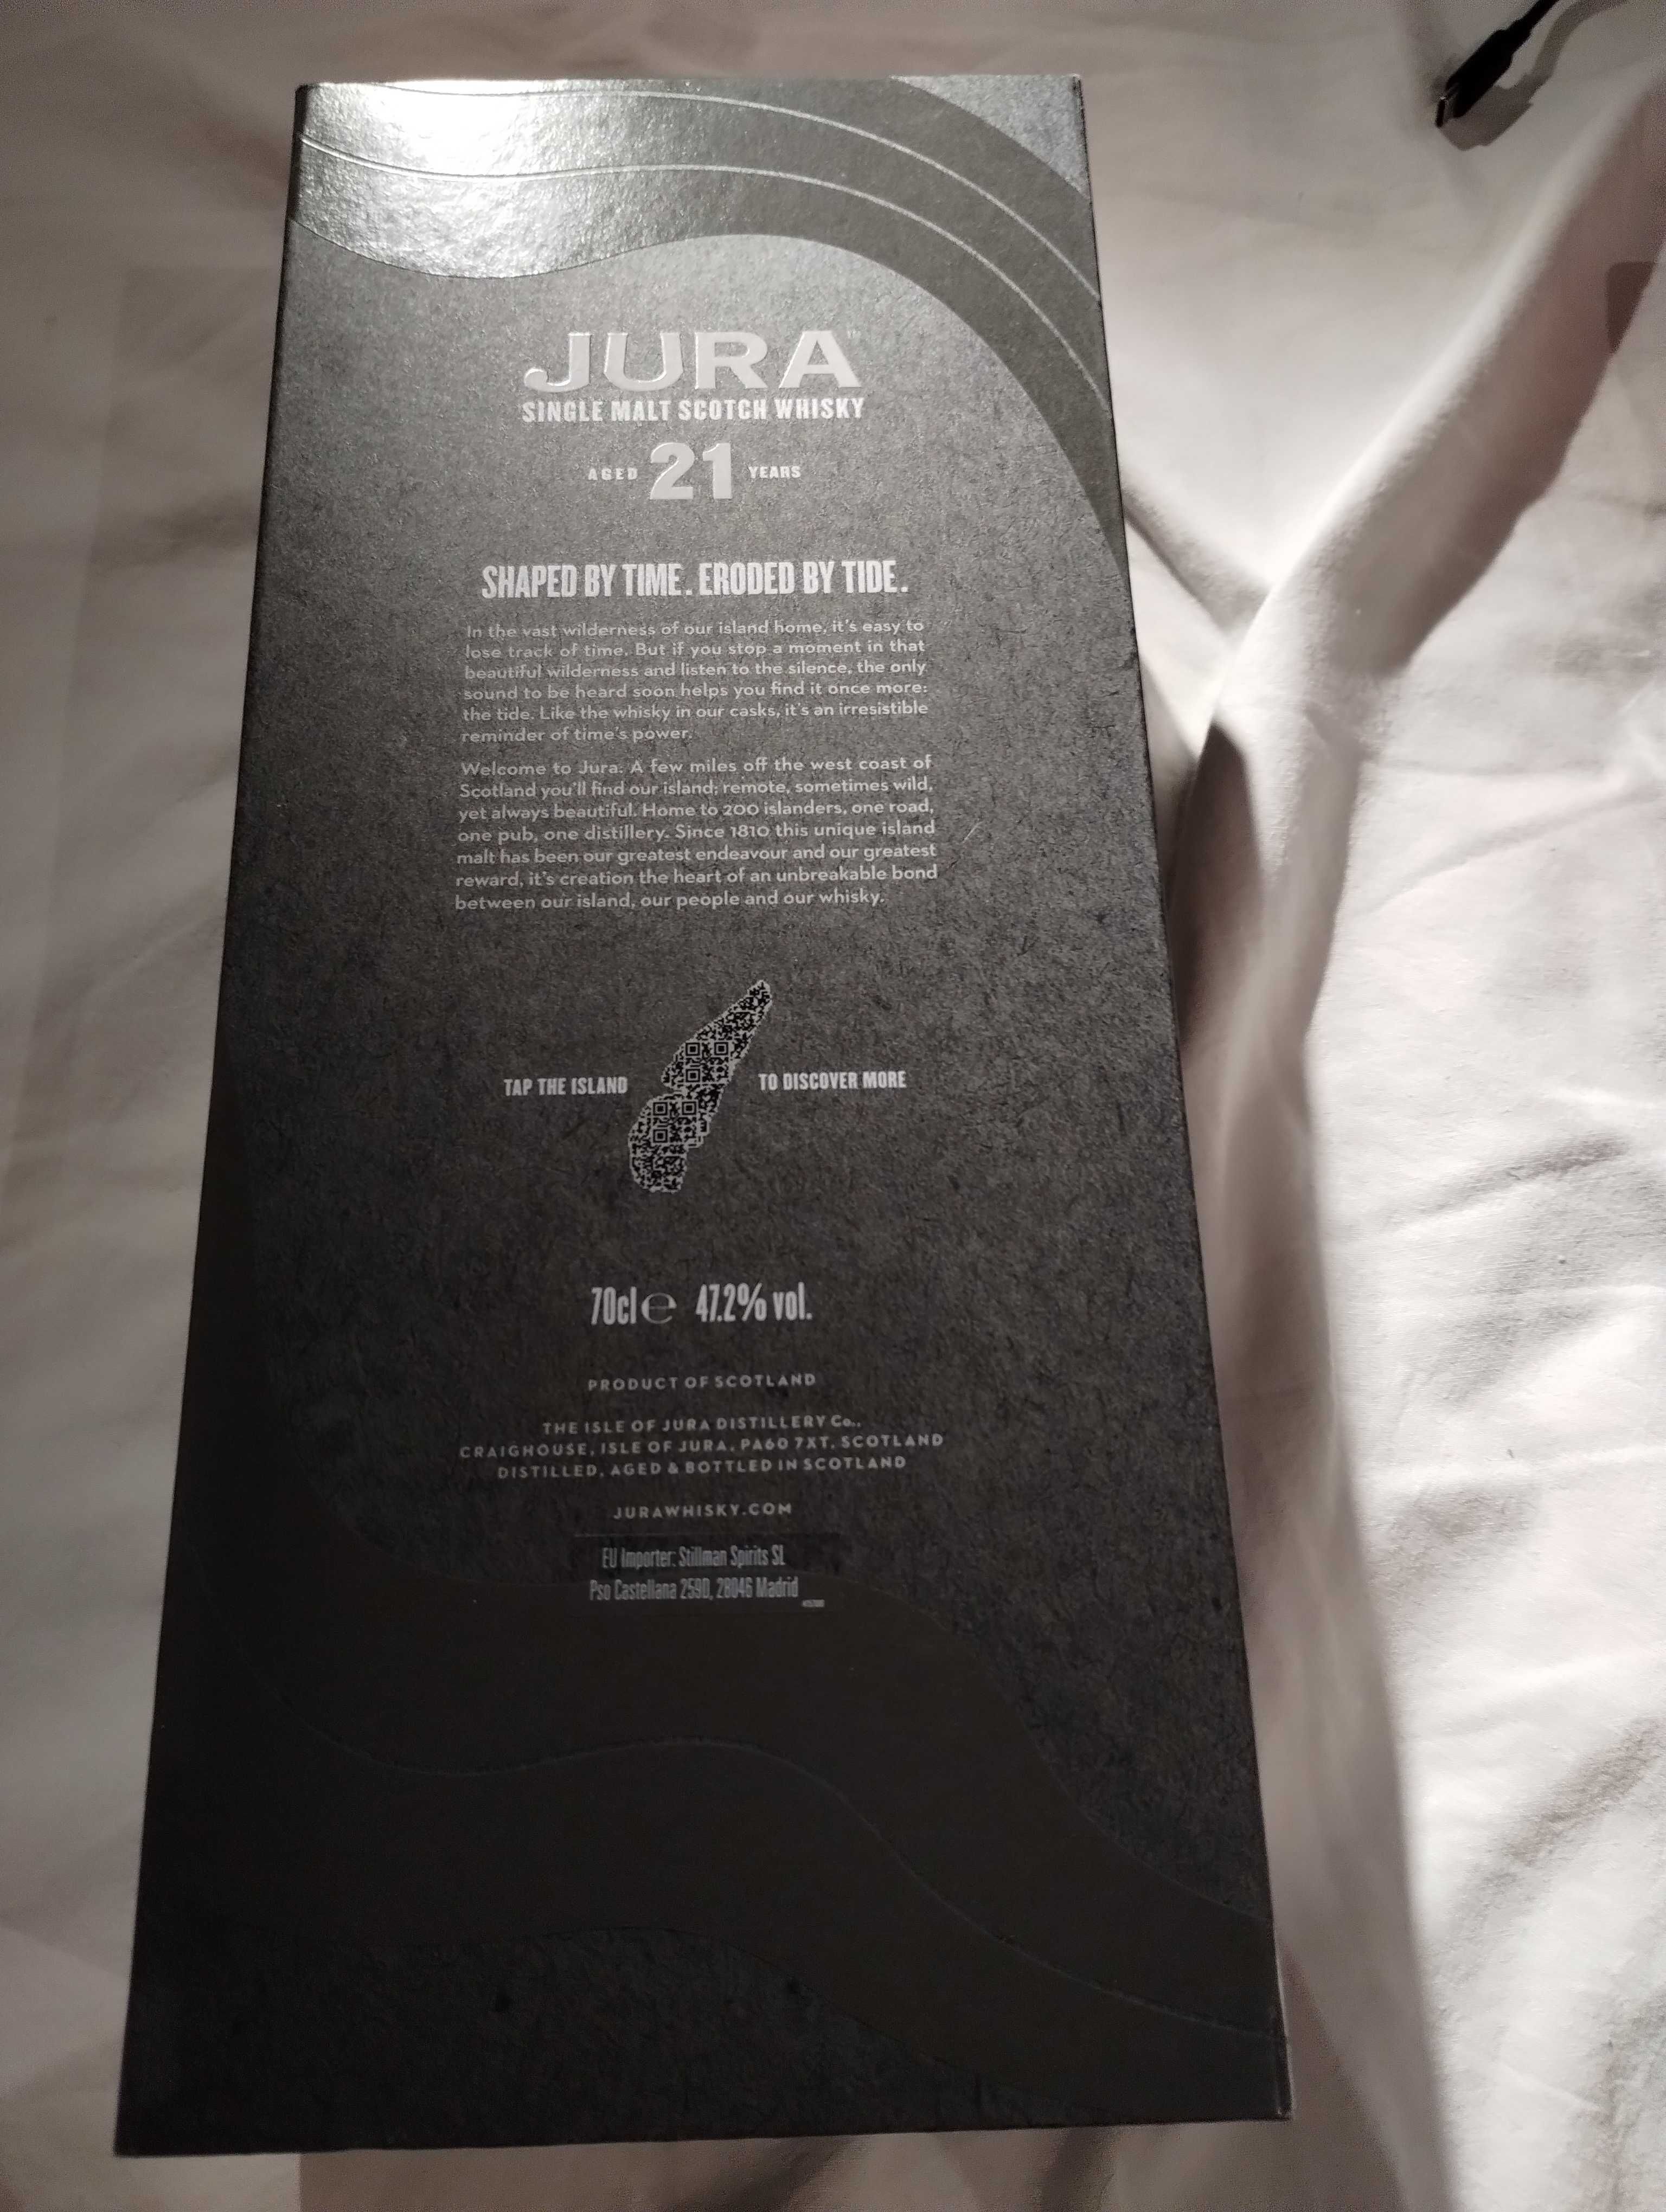 JURA™
SINGLE MALT SCOTCH WHISKY
AGED 21 YEARS
SHAPED BY TIME. ERODED BY TIDE.
In the vast wilderness of our island home, it's easy to
lose track of time. But if you stop a moment in that
beautiful wilderness and listen to the silence, the only
sound to be heard soon helps you find it once more:
the tide. Like the whisky in our casks, it's an irresistible
reminder of time's power.
Welcome to Jura. A few miles off the west coast of
Scotland you'll find our island; remote, sometimes wild,
yet always beautiful. Home to 200 islanders, one road,
one pub, one distillery. Since 1810 this unique island
malt has been our greatest endeavour and our greatest
reward, it's creation the heart of an unbreakable bond
between our island, our people and our whisky.
TAP THE ISLAND TO DISCOVER MORE
70cl e 47.2% vol.
PRODUCT OF SCOTLAND
THE ISLE OF JURA DISTILLERY Co.,
CRAIGHOUSE, ISLE OF JURA, PA60 7XT, SCOTLAND
DISTILLED, AGED & BOTTLED IN SCOTLAND
JURAWHISKY.COM
EU Importer: Stillman Spirits SL
Pso Castellana 259D, 28046 Madrid